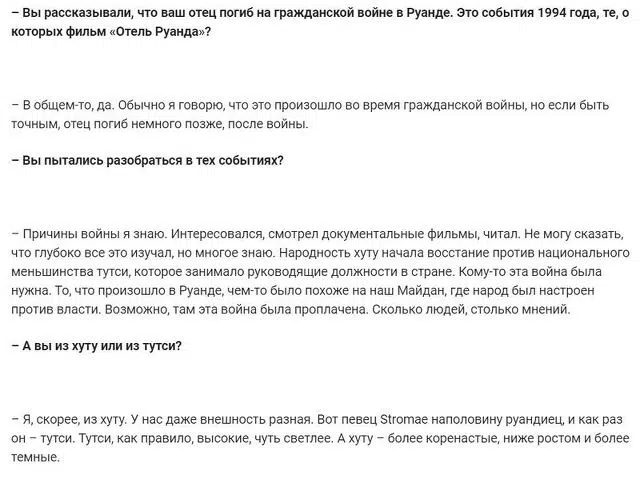 – Вы рассказывали, что ваш отец погиб на гражданской войне в Руанде. Это события 1994 года, те, о
которых фильм «Отель Руанда»?
– В общем-то, да. Обычно я говорю, что это произошло во время гражданской войны, но если быть
точным, отец погиб немного позже, после войны.
– Вы пытались разобраться в тех событиях?
– Причины войны я знаю. Интересовался, смотрел документальные фильмы, читал. Не могу сказать,
что глубоко все это изучал, но многое знаю. Народность хуту начала восстание против национального
меньшинства тутси, которое занимало руководящие должности в стране. Кому-то эта война была
нужна. То, что произошло в Руанде, чем-то было похоже на наш Майдан, где народ был настроен
против власти. Возможно, там эта война была проплачена. Сколько людей, столько мнений.
– А вы из хуту или из тутси?
– Я, скорее, из хуту. У нас даже внешность разная. Вот певец Stromae наполовину руандиец, и как раз
он – тутси. Тутси, как правило, высокие, чуть светлее. А хуту – более коренастые, ниже ростом и более
темные.